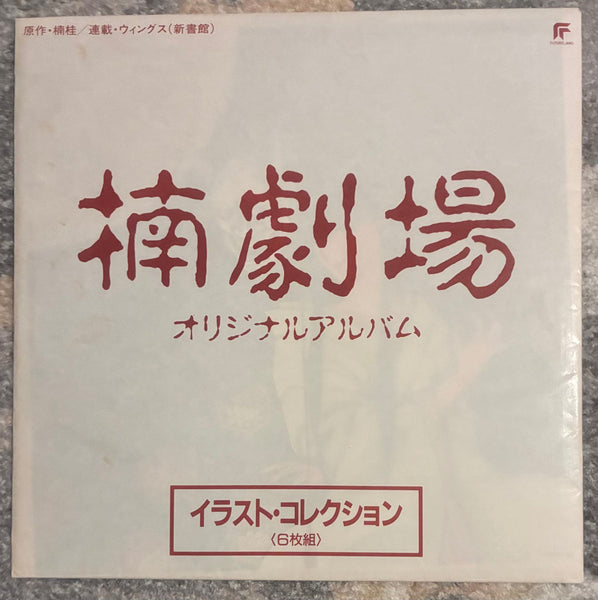 原作・楠桂／連載・ウィングス(新書館)
FUTURELAND
楠劇場
オリジナルアルバム
イラスト・コレクション
〈6枚組〉